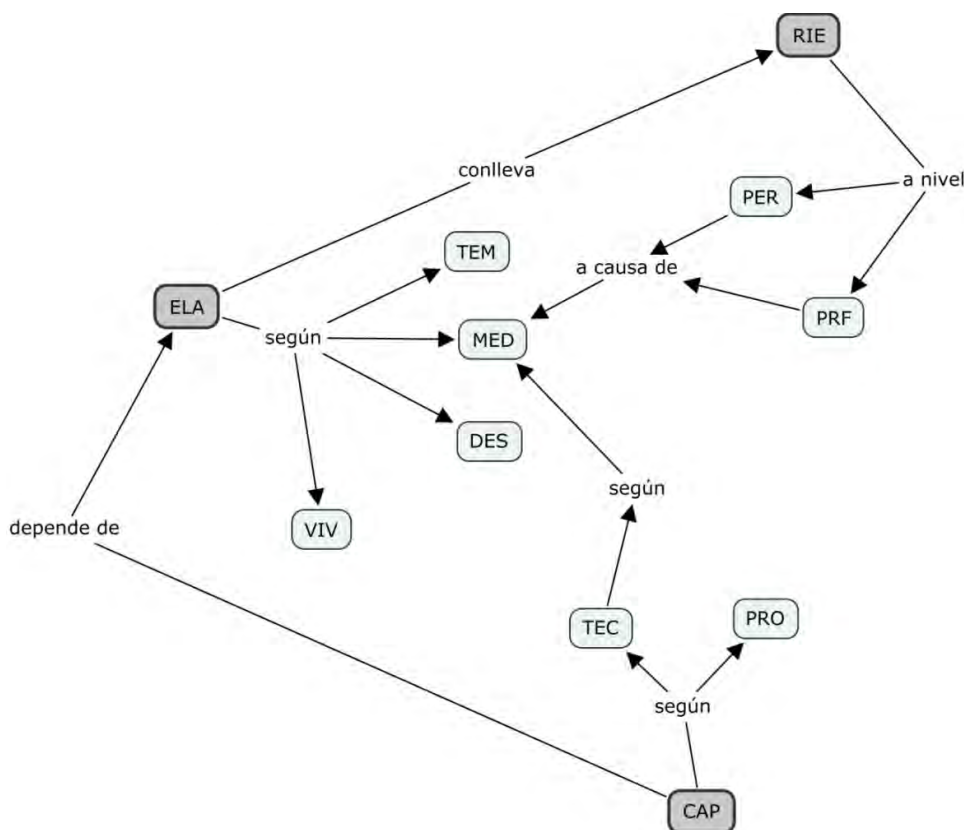 RIE
conlleva
a nivel
PER
TEM
a causa de
ELA
PRF
según
MED
DES
según
VIV
depende de
TEC
PRO
según
CAP